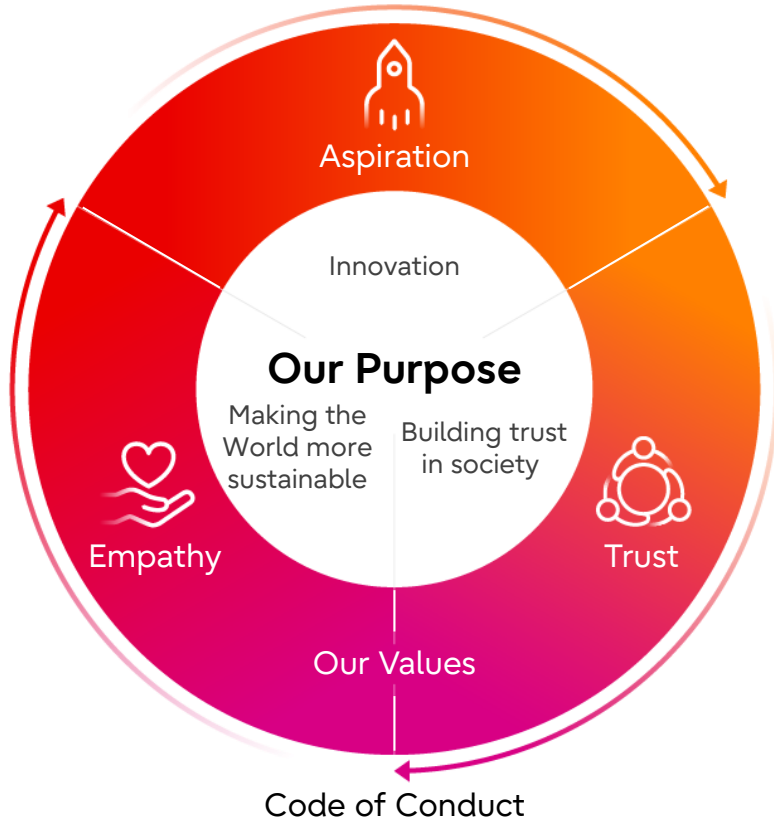 Aspiration
Innovation
Our Purpose
Making the
World more
sustainable
Building trust
in society
Empathy
Trust
Our Values
Code of Conduct